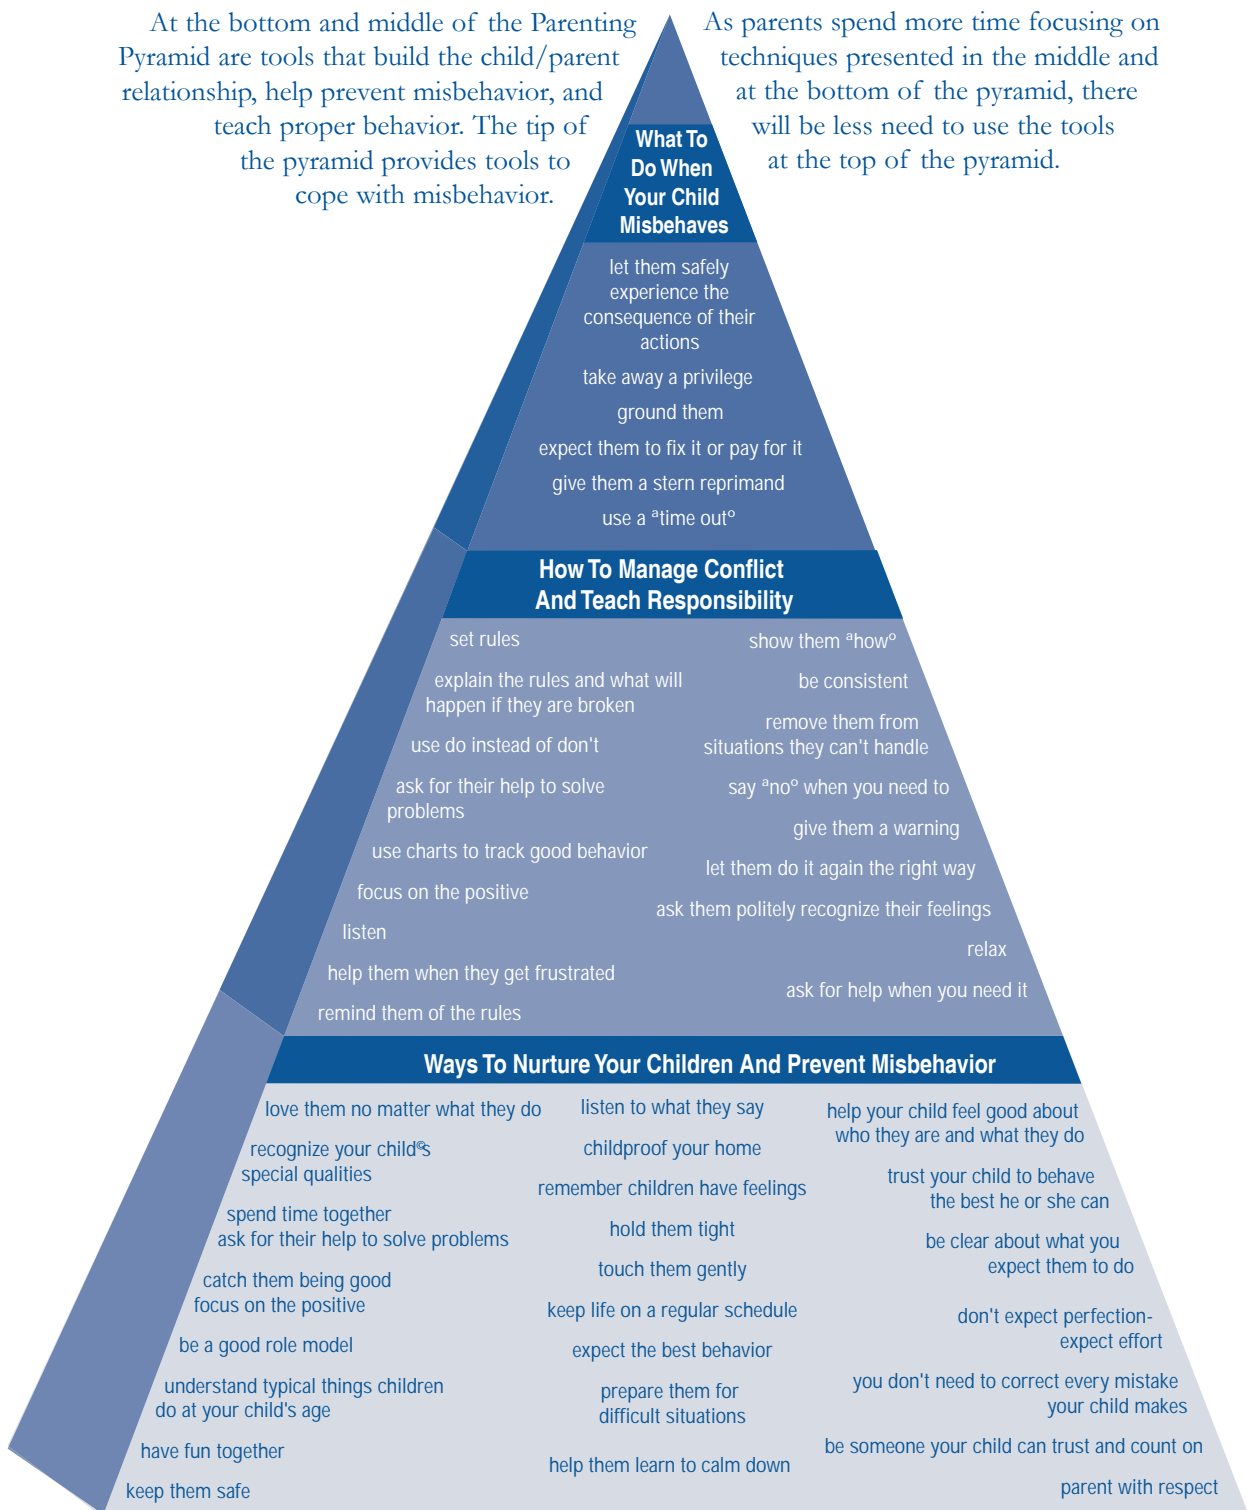 At the bottom and middle of the Parenting
Pyramid are tools that build the child/parent
relationship, help prevent misbehavior, and
teach proper behavior. The tip of
the pyramid provides tools to
cope with misbehavior.
As parents spend more time focusing on
techniques presented in the middle and
at the bottom of the pyramid, there
will be less need to use the tools
at the top of the pyramid.
What To
Do When
Your Child
Misbehaves
let them safely
experience the
consequence of their
actions
take away a privilege
ground them
expect them to fix it or pay for it
give them a stern reprimand
use a ªtime outº
How To Manage Conflict
And Teach Responsibility
set rules
explain the rules and what will
happen if they are broken
use do instead of don't
ask for their help to solve
problems
use charts to track good behavior
focus on the positive
listen
help them when they get frustrated
remind them of the rules
show them ªhowº
be consistent
remove them from
situations they can't handle
say ªnoº when you need to
give them a warning
let them do it again the right way
ask them politely recognize their feelings
relax
ask for help when you need it
Ways To Nurture Your Children And Prevent Misbehavior
love them no matter what they do
recognize your child©s
special qualities
spend time together
ask for their help to solve problems
catch them being good
focus on the positive
be a good role model
understand typical things children
do at your child's age
have fun together
keep them safe
listen to what they say
childproof your home
remember children have feelings
hold them tight
touch them gently
keep life on a regular schedule
expect the best behavior
prepare them for
difficult situations
help them learn to calm down
help your child feel good about
who they are and what they do
trust your child to behave
the best he or she can
be clear about what you
expect them to do
don't expect perfection-
expect effort
you don't need to correct every mistake
your child makes
be someone your child can trust and count on
parent with respect